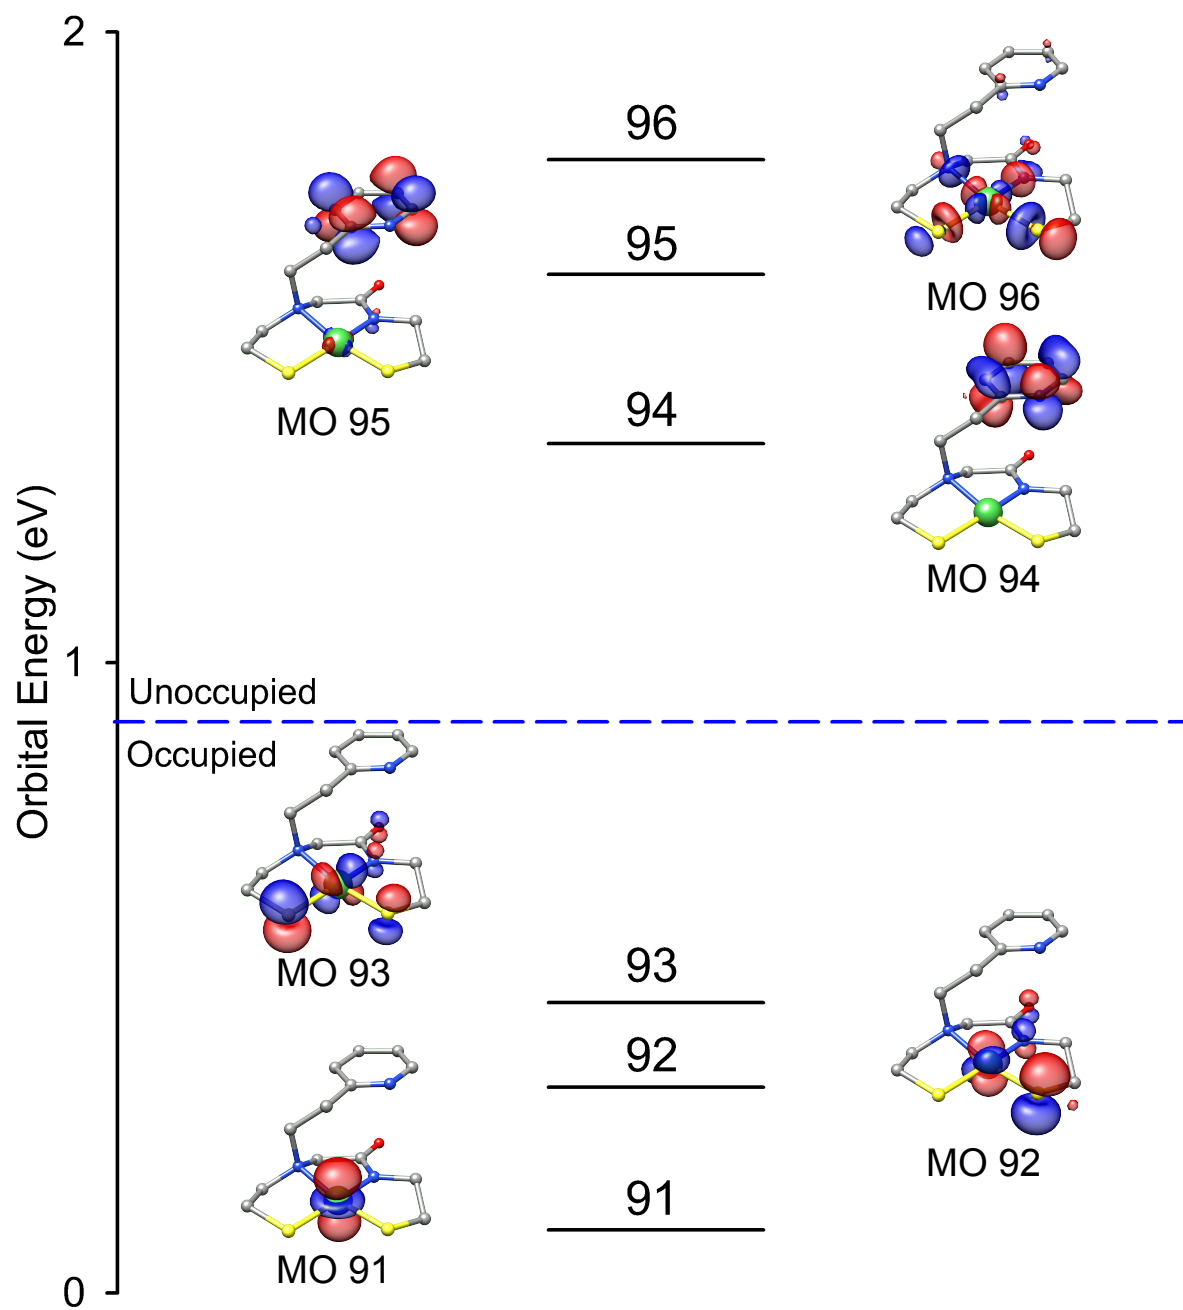 2
96
95
MO 96
MO 95
94
MO 94
Orbital Energy (eV)
1
Unoccupied
Occupied
93
MO 93
92
MO 92
91
MO 91
0